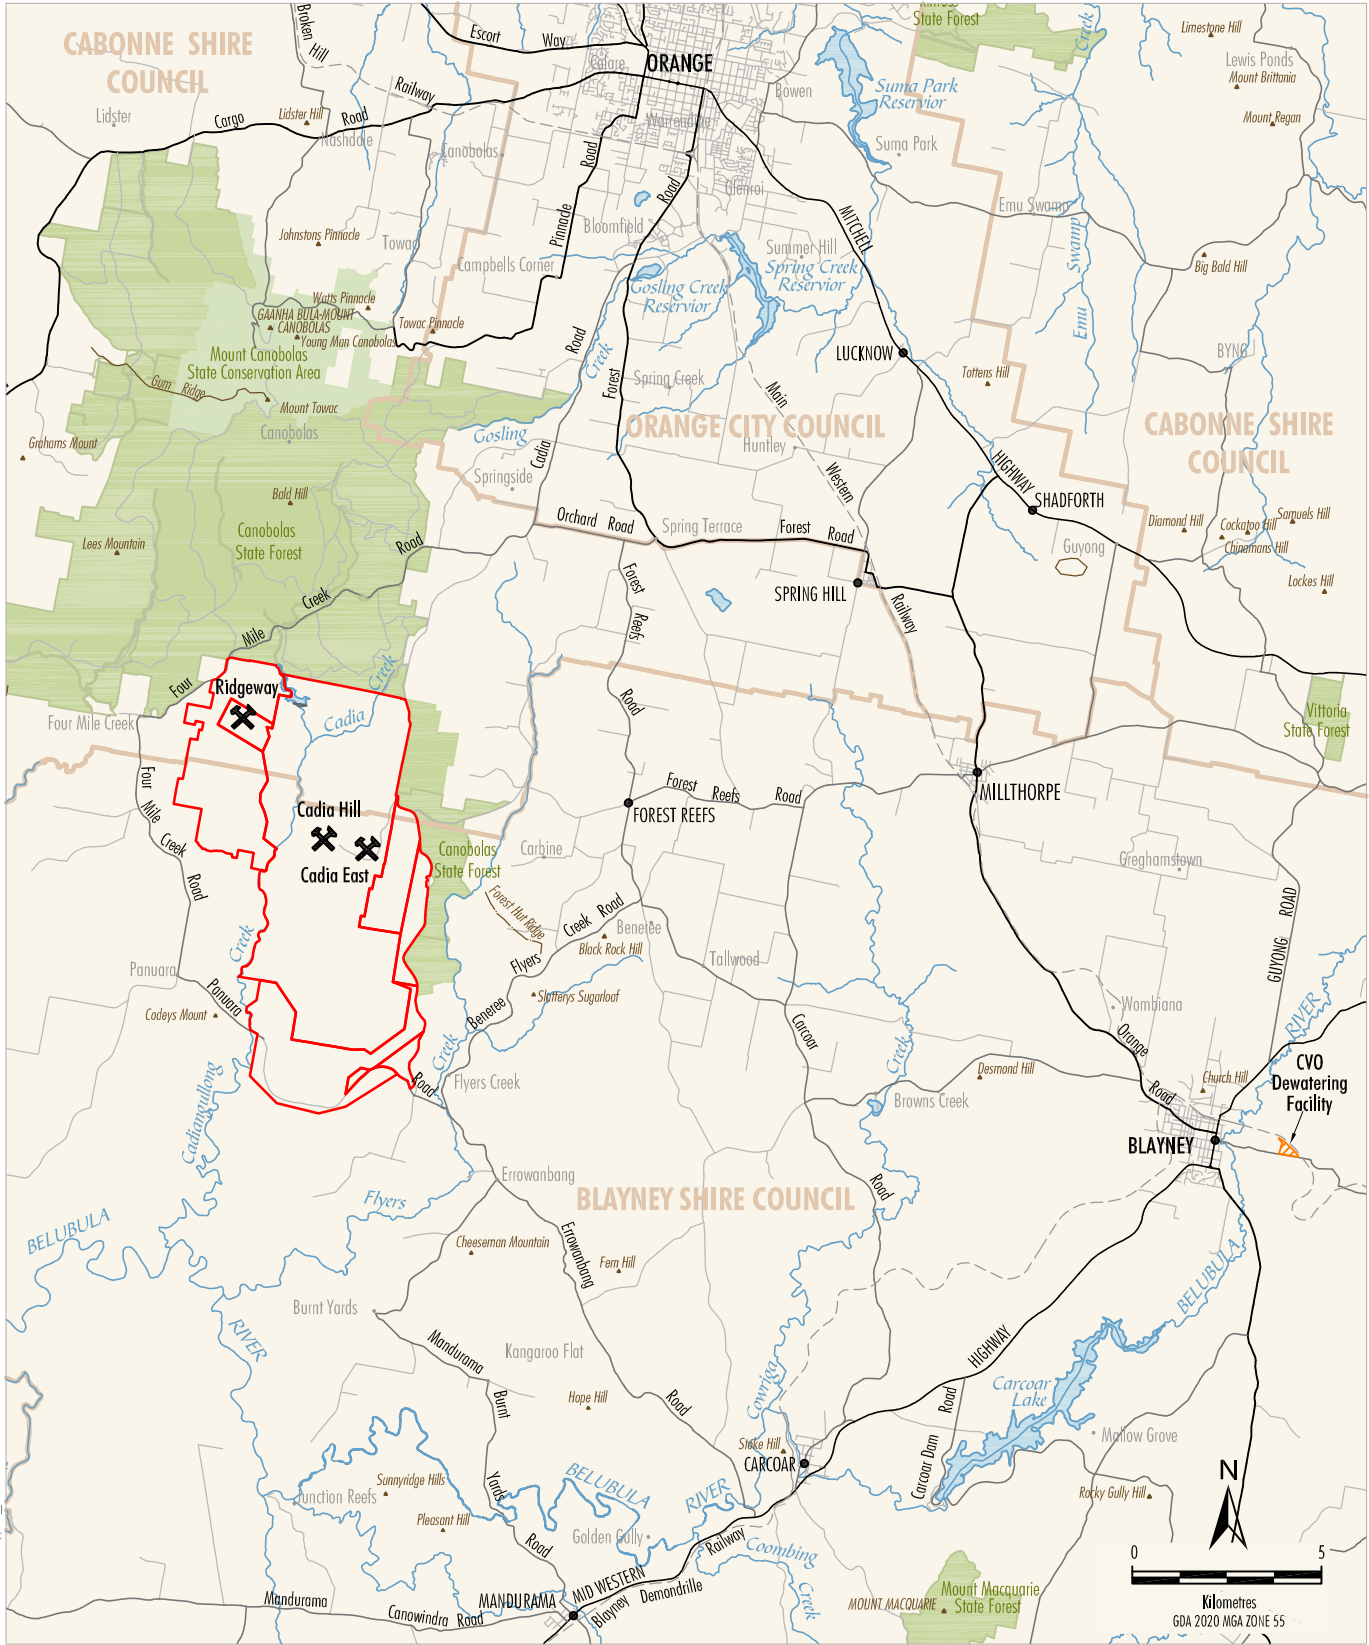 CABONNE SHIRE
COUNCIL
Lidster
Cargo
Road
Lidster Hill
Nashdale
Broken
Hill
Railway
Escort
Way
Calare
ORANGE
Bowen
Warrendine
Canobolas
Glenroi
Bloomfield
Pinnacle
Road
Road
Suma Park
Reservior
Suma Park
State Forest
Creek
Limestone Hill
Lewis Ponds
Mount Brittania
Mount Regan
Emu Swamp
Emu
Swamp
Big Bald Hill
Johnstons Pinnacle
Towac
Campbells Corner
Watts Pinnacle
GAANHA BULA-MOUNT
CANOBOLAS
Young Man Canobolas
Towac Pinnacle
Mount Canobolas
State Conservation Area
Gum Ridge
Mount Towac
Canobolas
Grahams Mount
Gosling Creek
Reservior
Summer Hill
Spring Creek
Reservior
MITCHELL
HIGHWAY
LUCKNOW
Tottens Hill
BYNG
Road
Creek
Gosling
Cadia
Forest
Spring Creek
Main
Western
Railway
ORANGE CITY COUNCIL
Huntley
CABONNE SHIRE
COUNCIL
Springside
Bald Hill
Canobolas
State Forest
Lees Mountain
Orchard Road
Spring Terrace
Forest
Road
SPRING HILL
SHADFORTH
Guyong
Diamond Hill
Cockatoo Hill
Samuels Hill
Chinamans Hill
Lockes Hill
Four
Mile
Creek
Road
Forest
Reefs
Road
Ridgeway
Cadia
Creek
Four Mile Creek
Four
Mile
Creek
Road
Cadia Hill
Cadia East
Canobolas
State Forest
Carbine
Forest
Reefs
Road
FOREST REEFS
MILLTHORPE
Vittoria
State Forest
Greghamstown
GUYONG
ROAD
Forest Hut Ridge
Beneree
Flyers
Creek
Road
Beneree
Black Rock Hill
Slatterys Sugarloaf
Tallwood
Carcoar
Road
Panuara
Panuara
Road
Codeys Mount
Creek
Cadiangullong
Creek
Flyers Creek
Creek
Wombiana
Orange
Road
Desmond Hill
Browns Creek
Church Hill
RIVER
CVO
Dewatering
Facility
BLAYNEY
BLAYNEY SHIRE COUNCIL
Errowanbang
Errowanbang
Road
Flyers
BELUBULA
RIVER
Cheeseman Mountain
Fern Hill
Burnt Yards
Mandurama
Burnt
Yards
Road
Kangaroo Flat
Hope Hill
BELUBULA
HIGHWAY
Carcoar
Lake
Carcoar Dam
Road
Mallow Grove
Rocky Gully Hill
Cowriga
Stoke Hill
CARCOAR
Sunnyridge Hills
Junction Reefs
Pleasant Hill
BELUBULA
RIVER
Golden Gully
Coombing
Creek
Railway
Mandurama
Canowindra Road
MANDURAMA
MID WESTERN
Blayney Demondrille
Mount Macquarie
State Forest
MOUNT MACQUARIE
N
0
5
Kilometres
GDA 2020 MGA ZONE 55